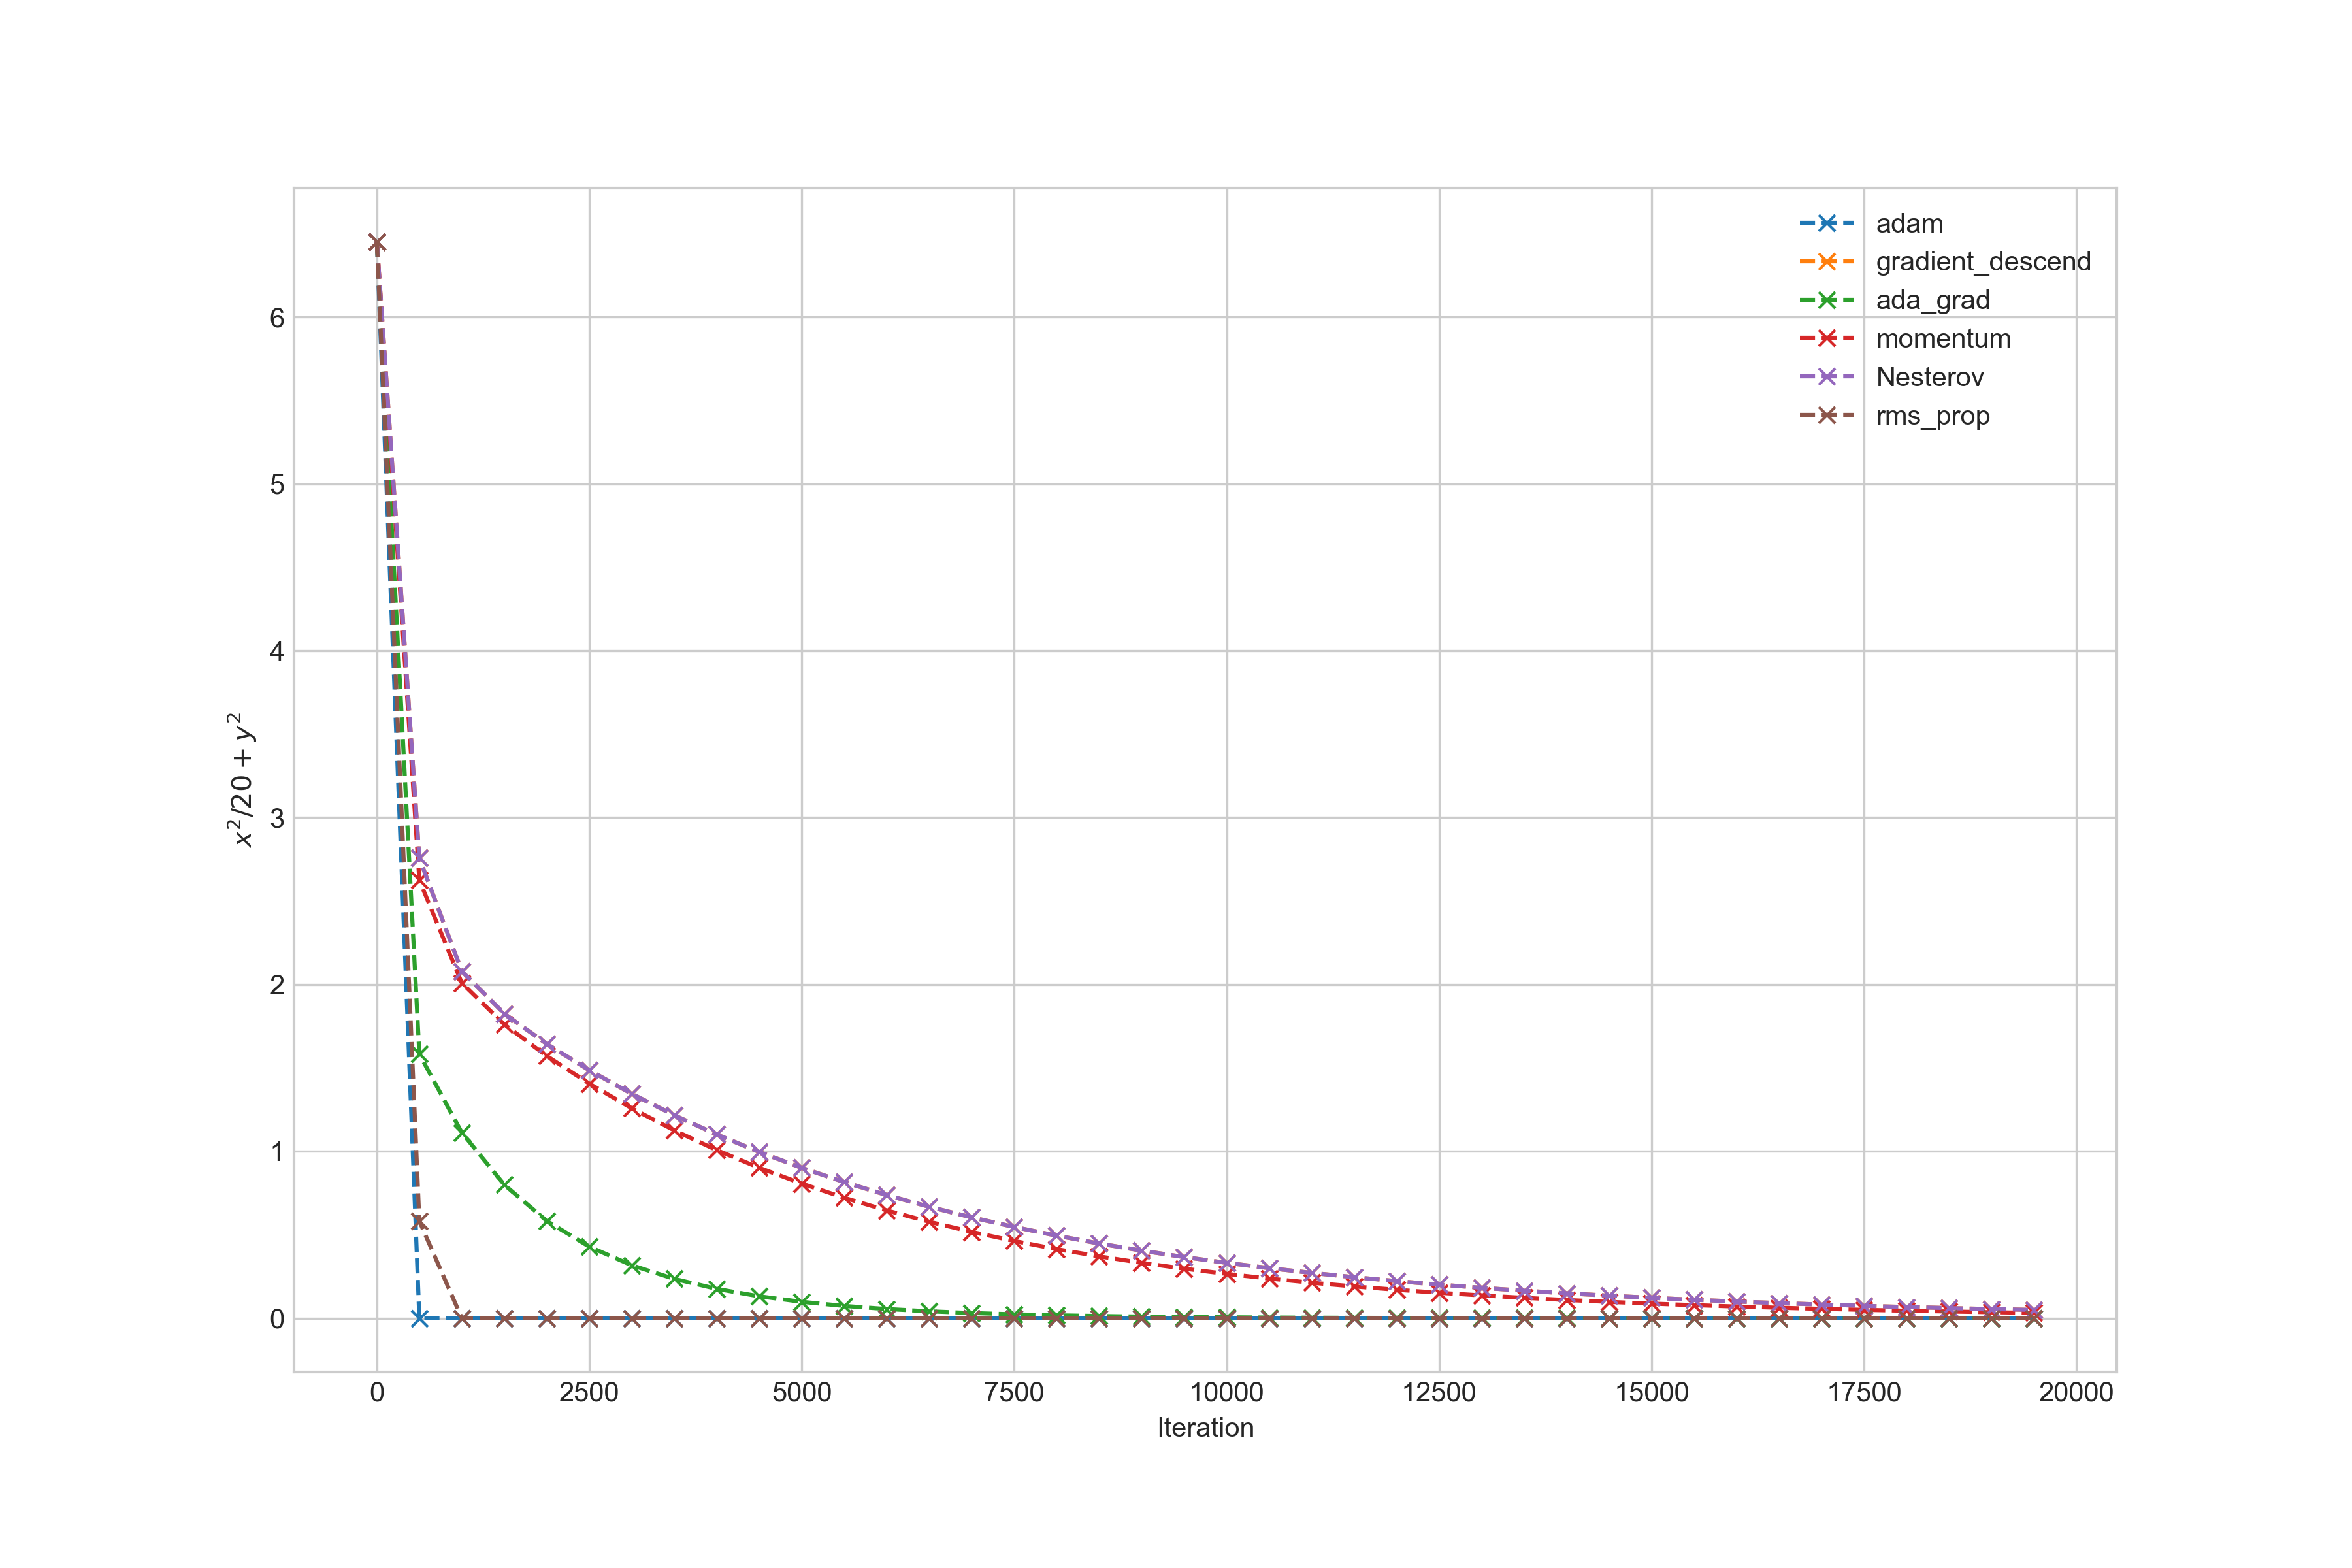 adam
gradient_descend
ada_grad
momentum
Nesterov
rms_prop
6
5
4
3
2
1
0
x²/20 + y²
0 2500 5000 7500 10000 12500 15000 17500 20000
Iteration